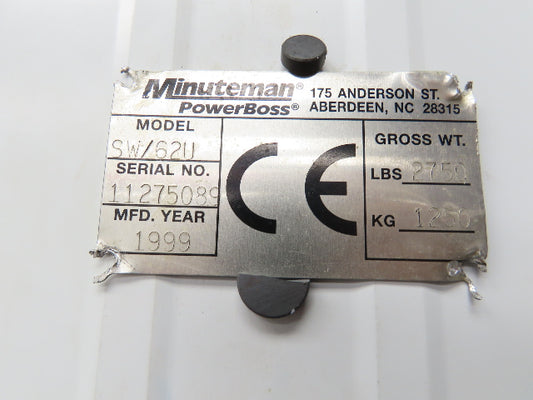 Minuteman®
PowerBoss®
175 ANDERSON ST.
ABERDEEN, NC 28315
MODEL
SW/62U
SERIAL NO.
11275089
MFD. YEAR
1999
CE
GROSS WT.
LBS 2750
KG 1250